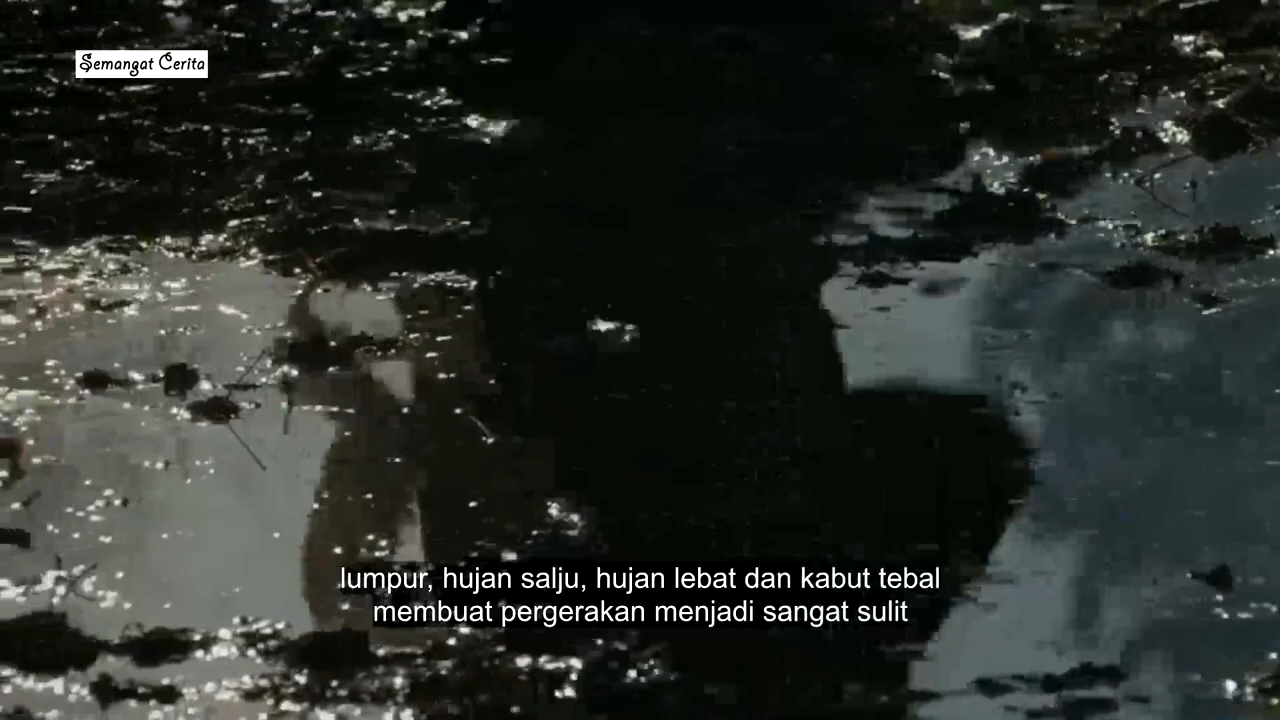 Semangat Cerita
lumpur, hujan salju, hujan lebat dan kabut tebal
membuat pergerakan menjadi sangat sulit